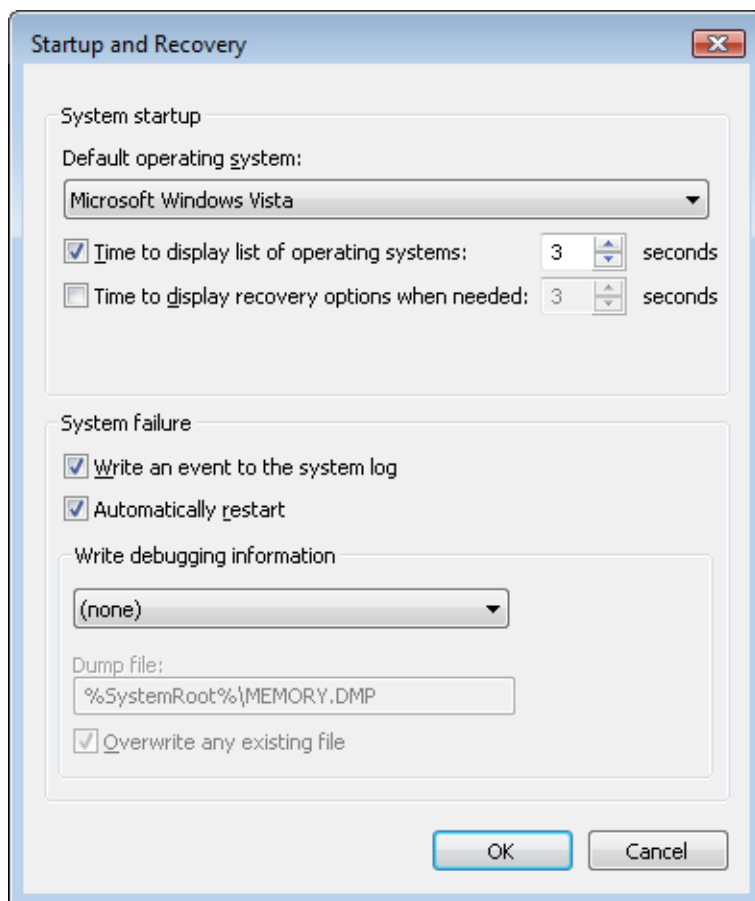 Startup and Recovery
System startup
Default operating system:
Microsoft Windows Vista
Time to display list of operating systems: 3 seconds
Time to display recovery options when needed: 3 seconds
System failure
Write an event to the system log
Automatically restart
Write debugging information
(none)
Dump file:
%SystemRoot%\MEMORY.DMP
Overwrite any existing file
OK Cancel